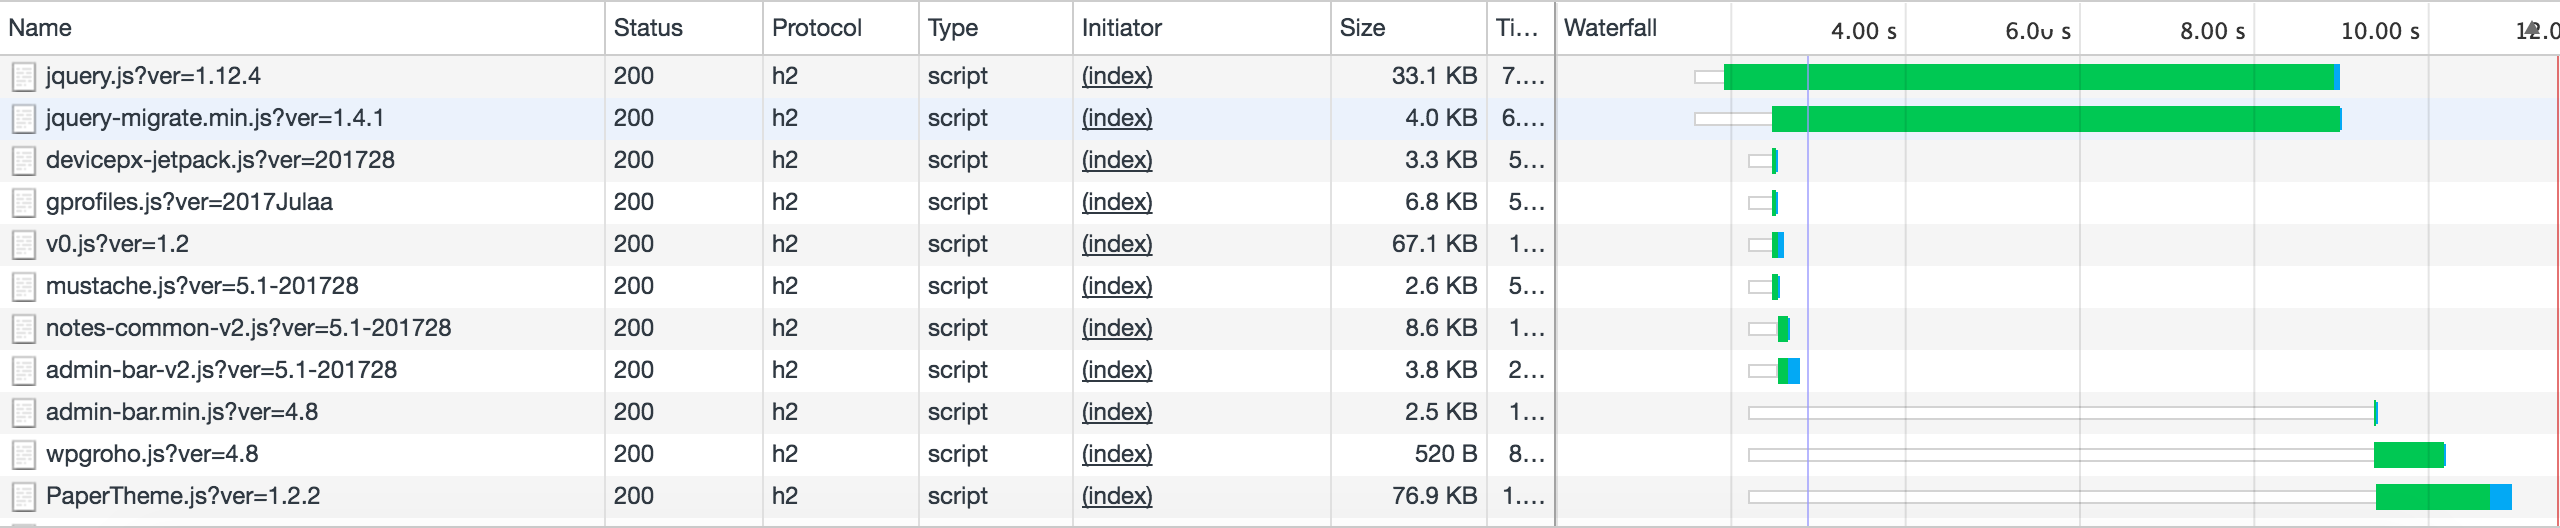 Name Status Protocol Type Initiator Size Ti... Waterfall 4.00 s 6.00 s 8.00 s 10.00 s
jquery.js?ver=1.12.4 200 h2 script (index) 33.1 KB 7....
jquery-migrate.min.js?ver=1.4.1 200 h2 script (index) 4.0 KB 6....
devicepx-jetpack.js?ver=201728 200 h2 script (index) 3.3 KB 5...
gprofiles.js?ver=2017Julaa 200 h2 script (index) 6.8 KB 5...
v0.js?ver=1.2 200 h2 script (index) 67.1 KB 1...
mustache.js?ver=5.1-201728 200 h2 script (index) 2.6 KB 5...
notes-common-v2.js?ver=5.1-201728 200 h2 script (index) 8.6 KB 1...
admin-bar-v2.js?ver=5.1-201728 200 h2 script (index) 3.8 KB 2...
admin-bar.min.js?ver=4.8 200 h2 script (index) 2.5 KB 1...
wpgroho.js?ver=4.8 200 h2 script (index) 520 B 8...
PaperTheme.js?ver=1.2.2 200 h2 script (index) 76.9 KB 1....